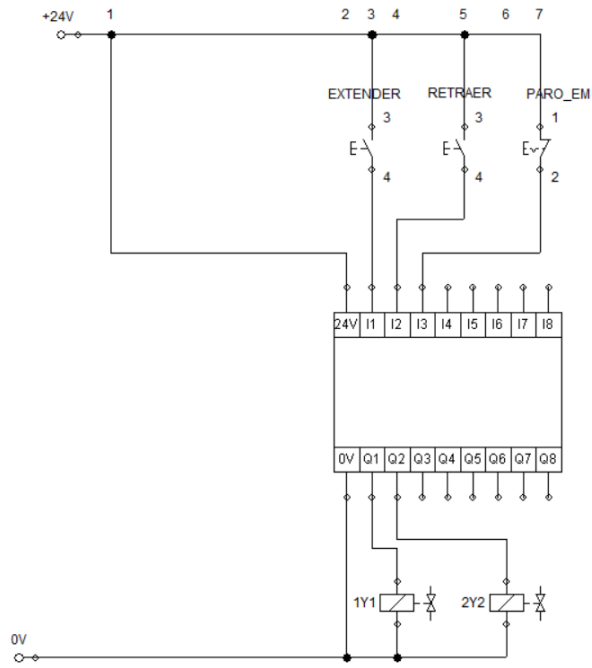 +24V 1 2 3 4 5 6 7
EXTENDER RETRAER PARO_EM
3 3 1
4 4 2
24V I1 I2 I3 I4 I5 I6 I7 I8
0V Q1 Q2 Q3 Q4 Q5 Q6 Q7 Q8
1Y1 2Y2
0V